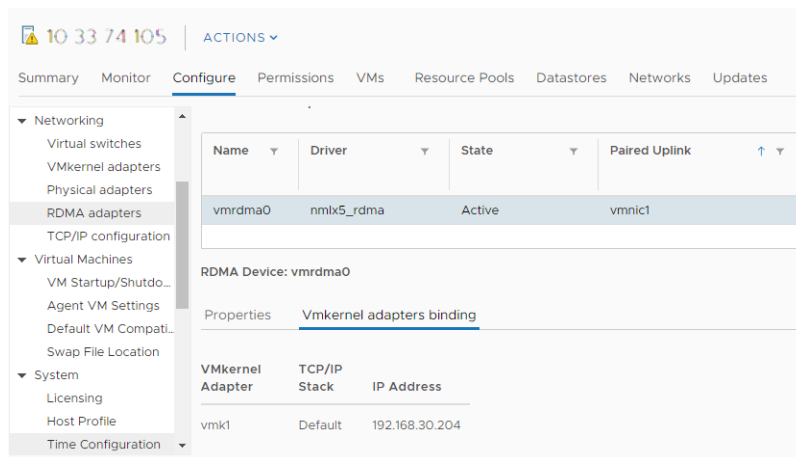 10 33 74 105 ACTIONS
Summary Monitor Configure Permissions VMs Resource Pools Datastores Networks Updates
Networking
Virtual switches
VMkernel adapters
Physical adapters
RDMA adapters
TCP/IP configuration
Virtual Machines
VM Startup/Shutdo...
Agent VM Settings
Default VM Compati...
Swap File Location
System
Licensing
Host Profile
Time Configuration
Name Driver State Paired Uplink
vmrdma0 nmlx5_rdma Active vmnic1
RDMA Device: vmrdma0
Properties Vmkernel adapters binding
VMkernel Adapter TCP/IP Stack IP Address
vmk1 Default 192.168.30.204